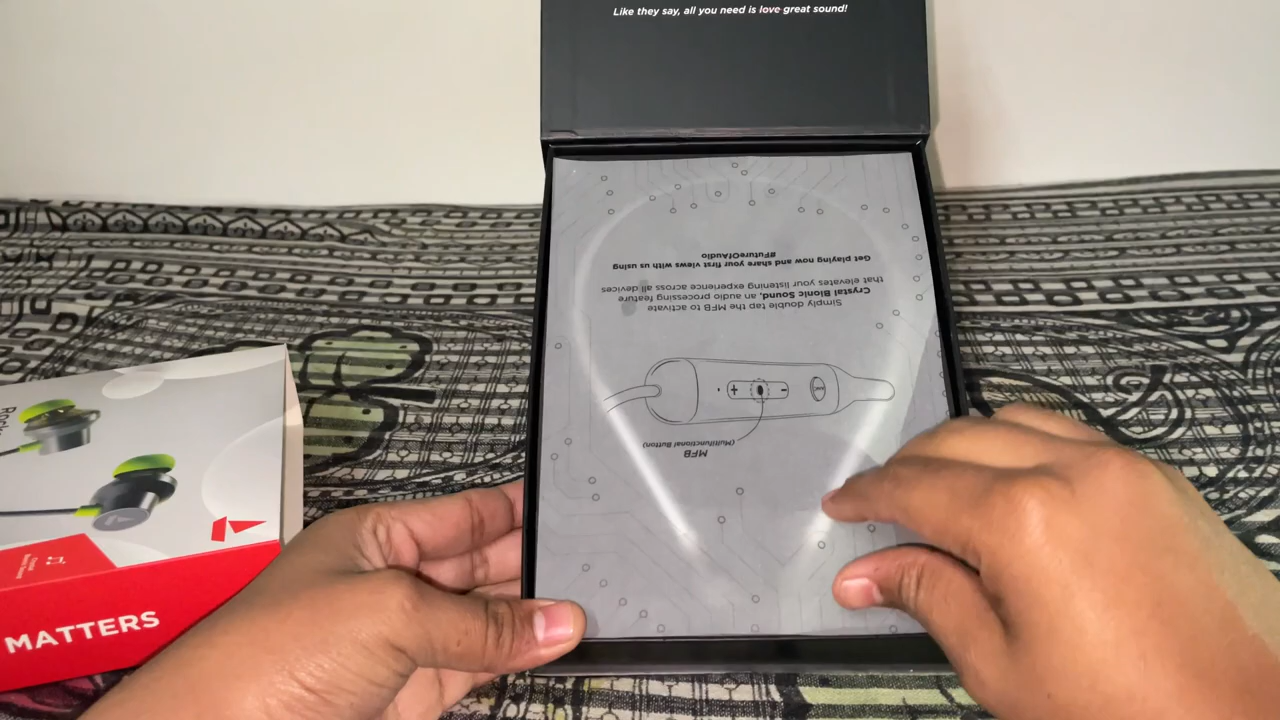 Like they say, all you need is love great sound!
Simply double tap the MFB to activate
Crystal Bionic Sound, an audio processing feature
that elevates your listening experience across all devices
Get playing now and share your first views with us using
#FutureOfAudio
MFB
(Multifunctional Button)
+
-
MIC
MATTERS